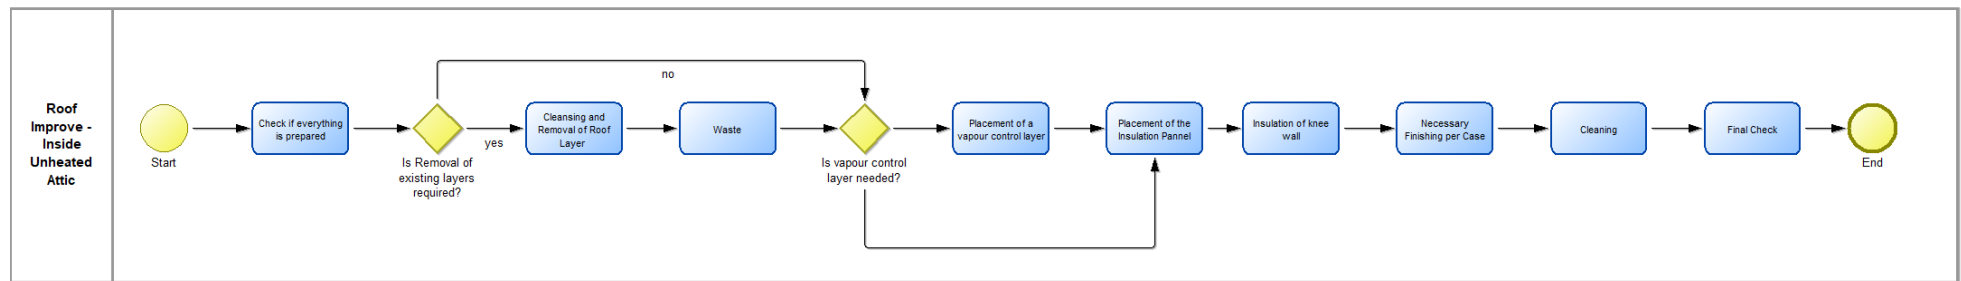 Roof
Improve -
Inside
Unheated
Attic
Start
Check if everything
is prepared
Is Removal of
existing layers
required?
no
yes
Cleansing and
Removal of Roof
Layer
Waste
Is vapour control
layer needed?
Placement of a
vapour control layer
Placement of the
Insulation Pannel
Insulation of knee
wall
Necessary
Finishing per Case
Cleaning
Final Check
End